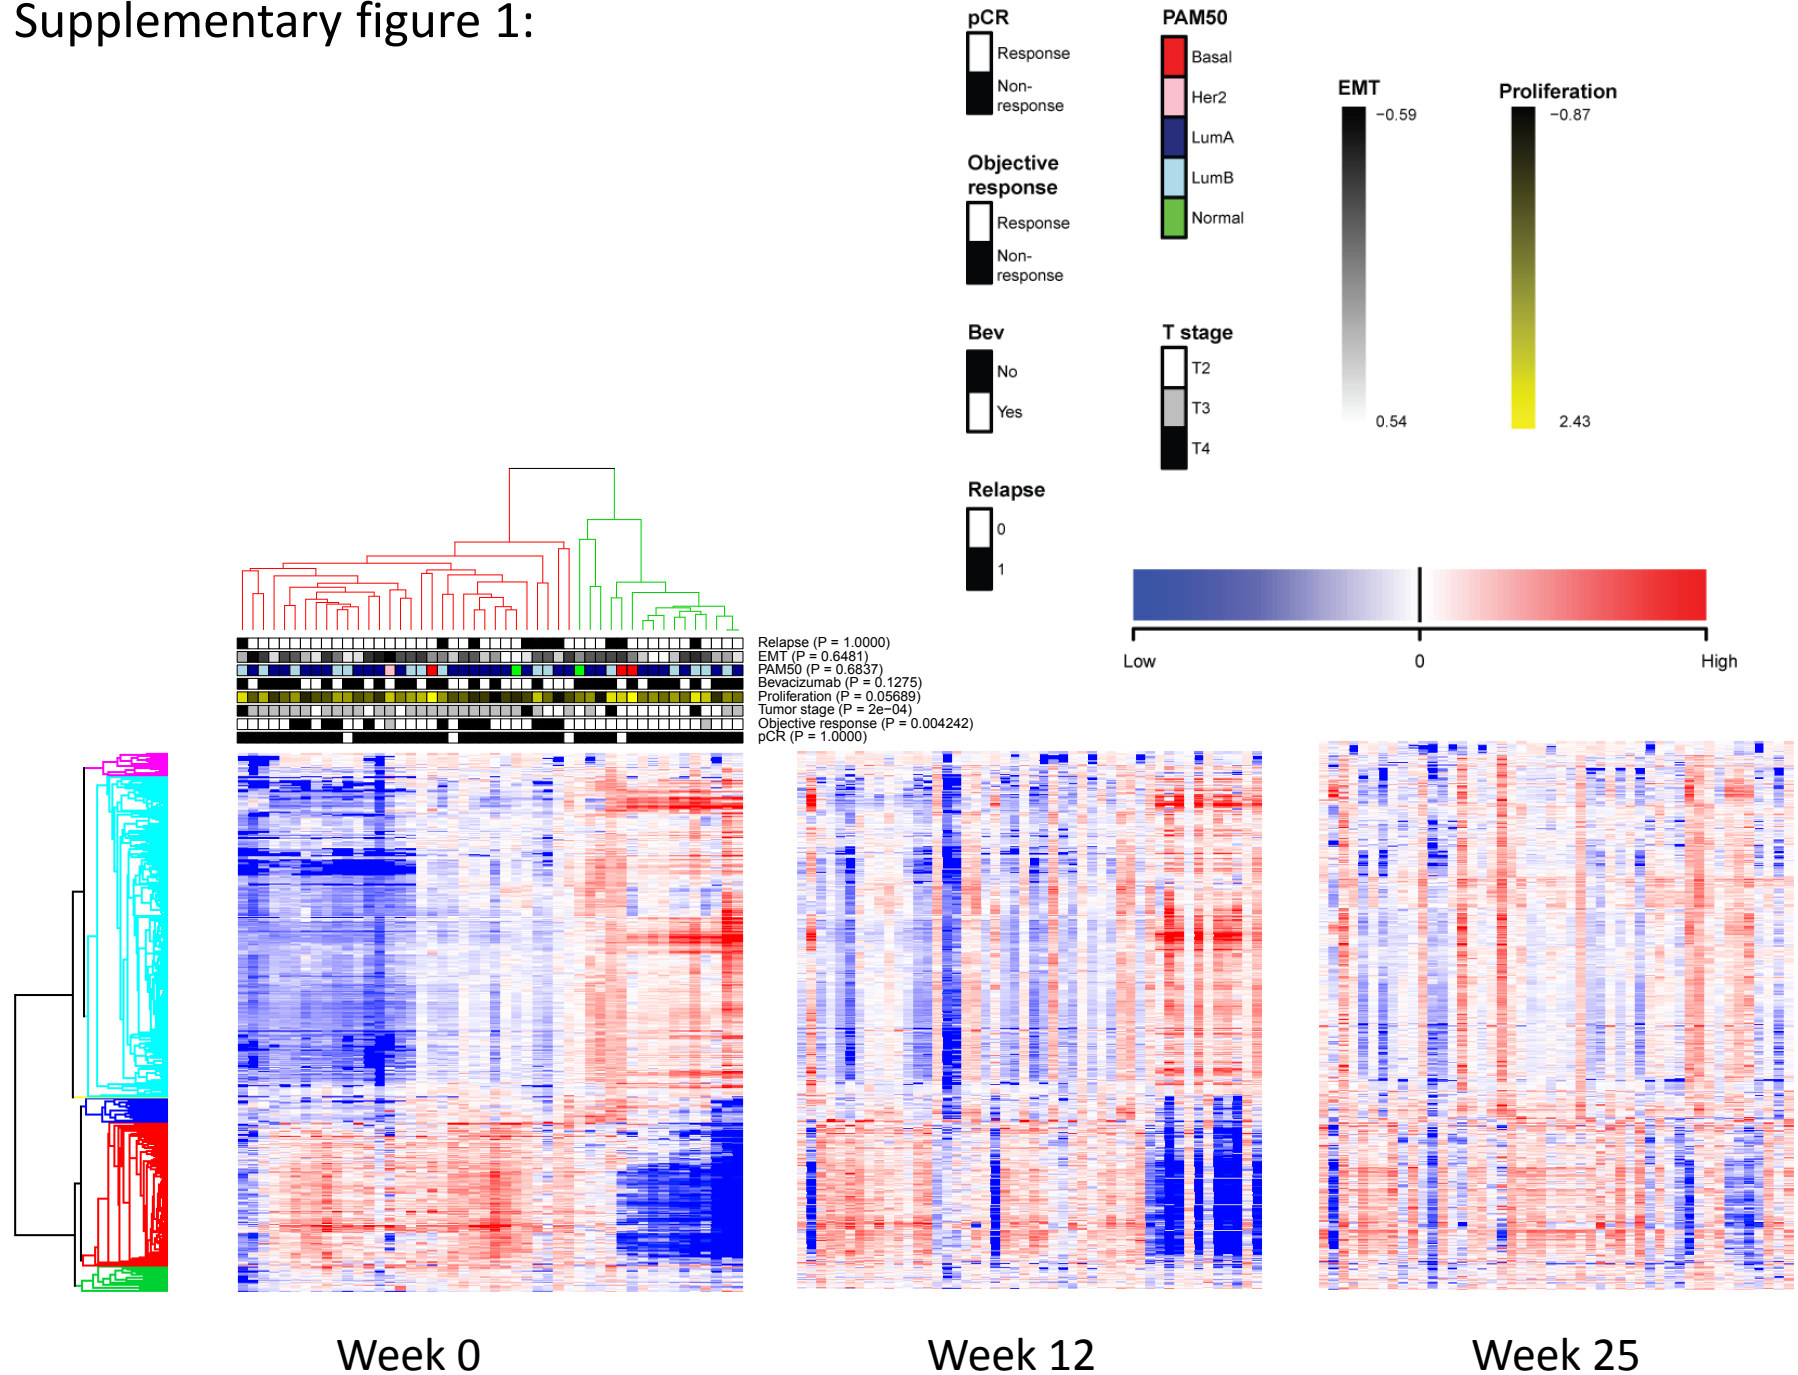 Supplementary figure 1:
pCR
Response
Non-
response
Objective
response
Response
Non-
response
Bev
No
Yes
Relapse
0
1
PAM50
Basal
Her2
LumA
LumB
Normal
T stage
T2
T3
T4
EMT
−0.59
0.54
Proliferation
−0.87
2.43
Low
0
High
Relapse (P = 1.0000)
EMT (P = 0.6481)
PAM50 (P = 0.6837)
Bevacizumab (P = 0.1275)
Proliferation (P = 0.05689)
Tumor stage (P = 2e−04)
Objective response (P = 0.004242)
pCR (P = 1.0000)
Week 0
Week 12
Week 25